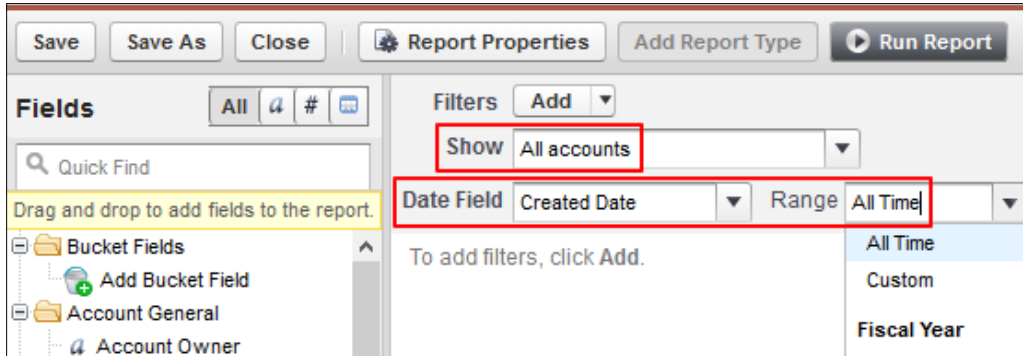 Save Save As Close Report Properties Add Report Type Run Report
Fields All a # Filters Add
Show All accounts
Quick Find
Date Field Created Date Range All Time
Drag and drop to add fields to the report.
Bucket Fields All Time
To add filters, click Add.
Add Bucket Field Custom
Account General
Fiscal Year
a Account Owner